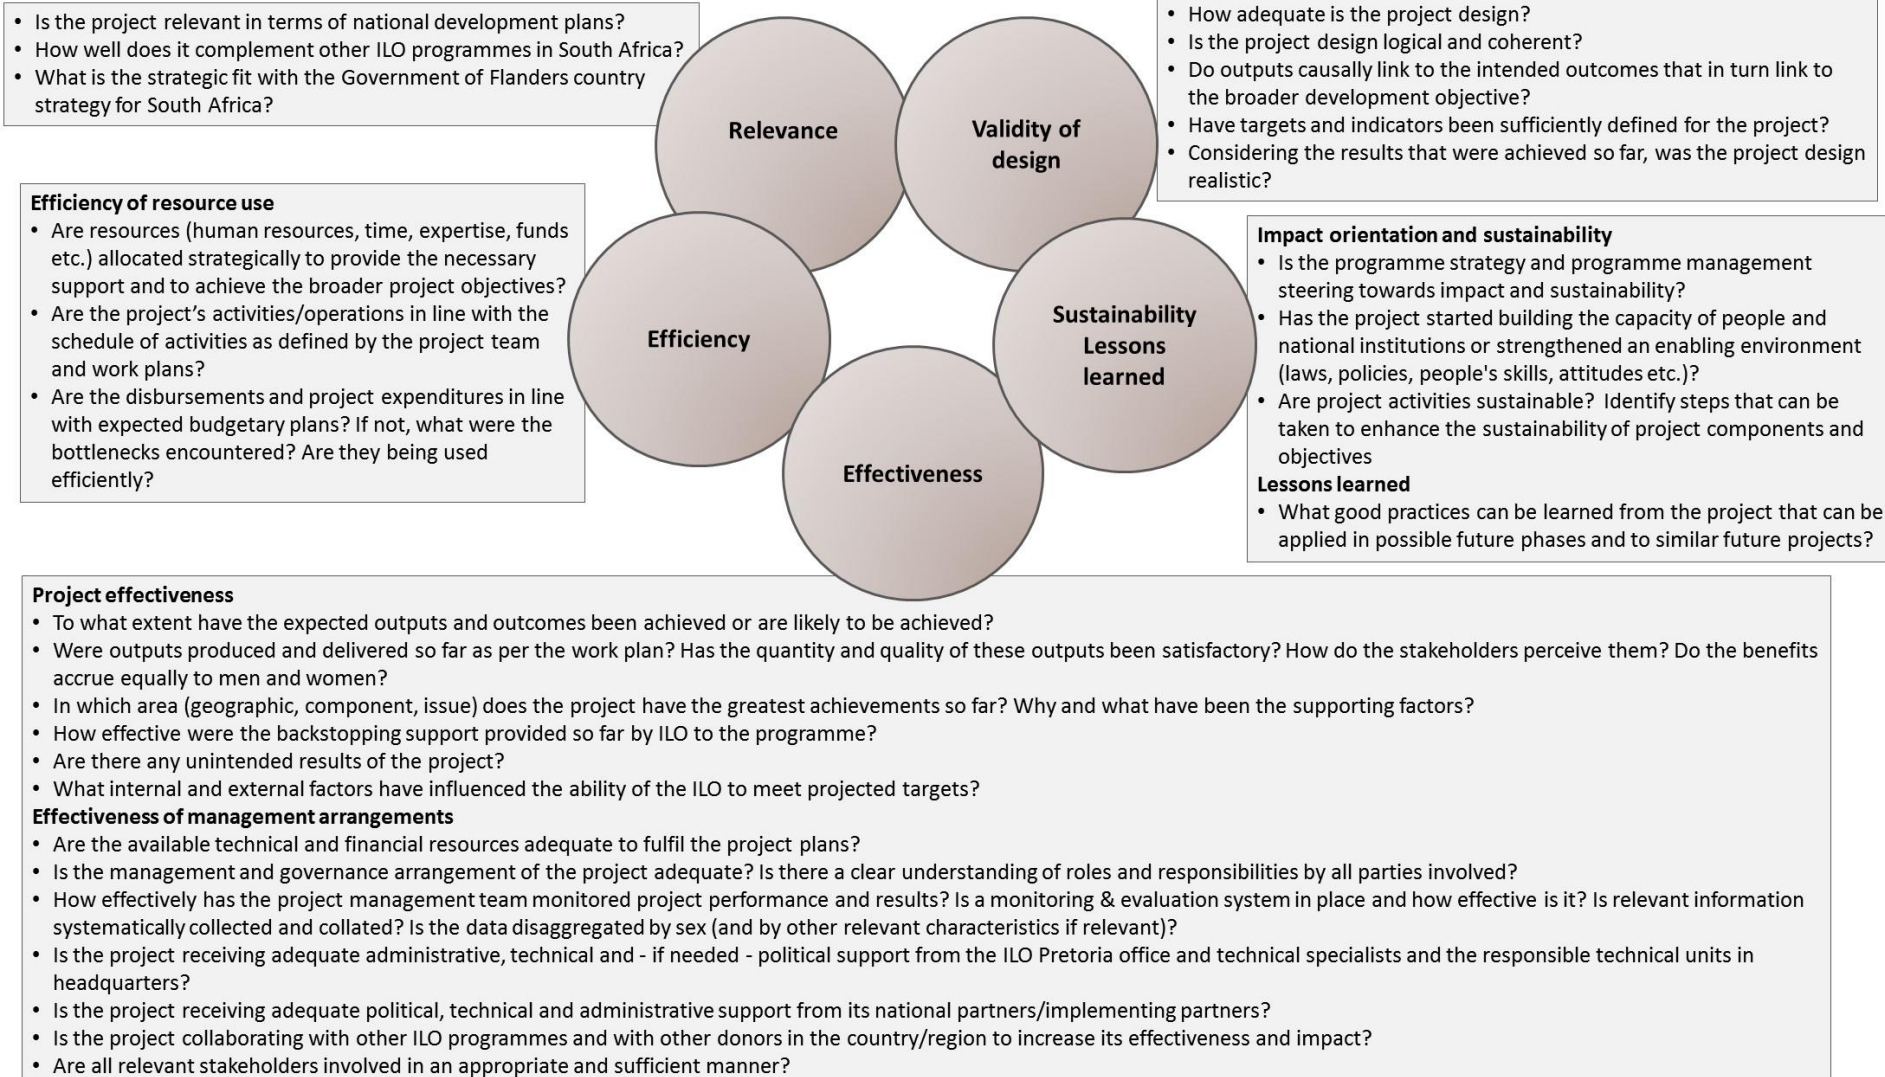 • Is the project relevant in terms of national development plans?
• How well does it complement other ILO programmes in South Africa?
• What is the strategic fit with the Government of Flanders country
strategy for South Africa?
• How adequate is the project design?
• Is the project design logical and coherent?
• Do outputs causally link to the intended outcomes that in turn link to
the broader development objective?
• Have targets and indicators been sufficiently defined for the project?
• Considering the results that were achieved so far, was the project design
realistic?
Relevance
Validity of
design
Efficiency of resource use
• Are resources (human resources, time, expertise, funds
etc.) allocated strategically to provide the necessary
support and to achieve the broader project objectives?
• Are the project’s activities/operations in line with the
schedule of activities as defined by the project team
and work plans?
• Are the disbursements and project expenditures in line
with expected budgetary plans? If not, what were the
bottlenecks encountered? Are they being used
efficiently?
Efficiency
Sustainability
Lessons
learned
Effectiveness
Impact orientation and sustainability
• Is the programme strategy and programme management
steering towards impact and sustainability?
• Has the project started building the capacity of people and
national institutions or strengthened an enabling environment
(laws, policies, people's skills, attitudes etc.)?
• Are project activities sustainable? Identify steps that can be
taken to enhance the sustainability of project components and
objectives
Lessons learned
• What good practices can be learned from the project that can be
applied in possible future phases and to similar future projects?
Project effectiveness
• To what extent have the expected outputs and outcomes been achieved or are likely to be achieved?
• Were outputs produced and delivered so far as per the work plan? Has the quantity and quality of these outputs been satisfactory? How do the stakeholders perceive them? Do the benefits
accrue equally to men and women?
• In which area (geographic, component, issue) does the project have the greatest achievements so far? Why and what have been the supporting factors?
• How effective were the backstopping support provided so far by ILO to the programme?
• Are there any unintended results of the project?
• What internal and external factors have influenced the ability of the ILO to meet projected targets?
Effectiveness of management arrangements
• Are the available technical and financial resources adequate to fulfil the project plans?
• Is the management and governance arrangement of the project adequate? Is there a clear understanding of roles and responsibilities by all parties involved?
• How effectively has the project management team monitored project performance and results? Is a monitoring & evaluation system in place and how effective is it? Is relevant information
systematically collected and collated? Is the data disaggregated by sex (and by other relevant characteristics if relevant)?
• Is the project receiving adequate administrative, technical and - if needed - political support from the ILO Pretoria office and technical specialists and the responsible technical units in
headquarters?
• Is the project receiving adequate political, technical and administrative support from its national partners/implementing partners?
• Is the project collaborating with other ILO programmes and with other donors in the country/region to increase its effectiveness and impact?
• Are all relevant stakeholders involved in an appropriate and sufficient manner?